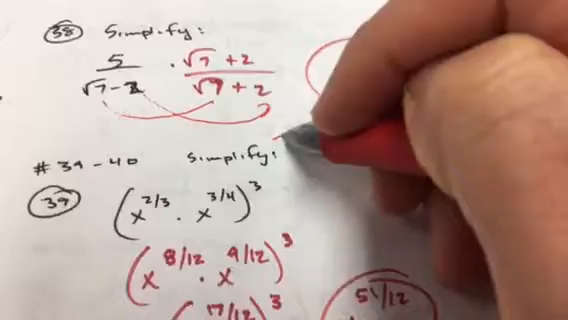 38 Simplify:
5/(√7 - 2) · (√7 + 2)/(√7 + 2)
#39-40 Simplify:
39 (x^2/3 · x^3/4)^3
(x^8/12 · x^9/12)^3
( 17/12)^3 51/12